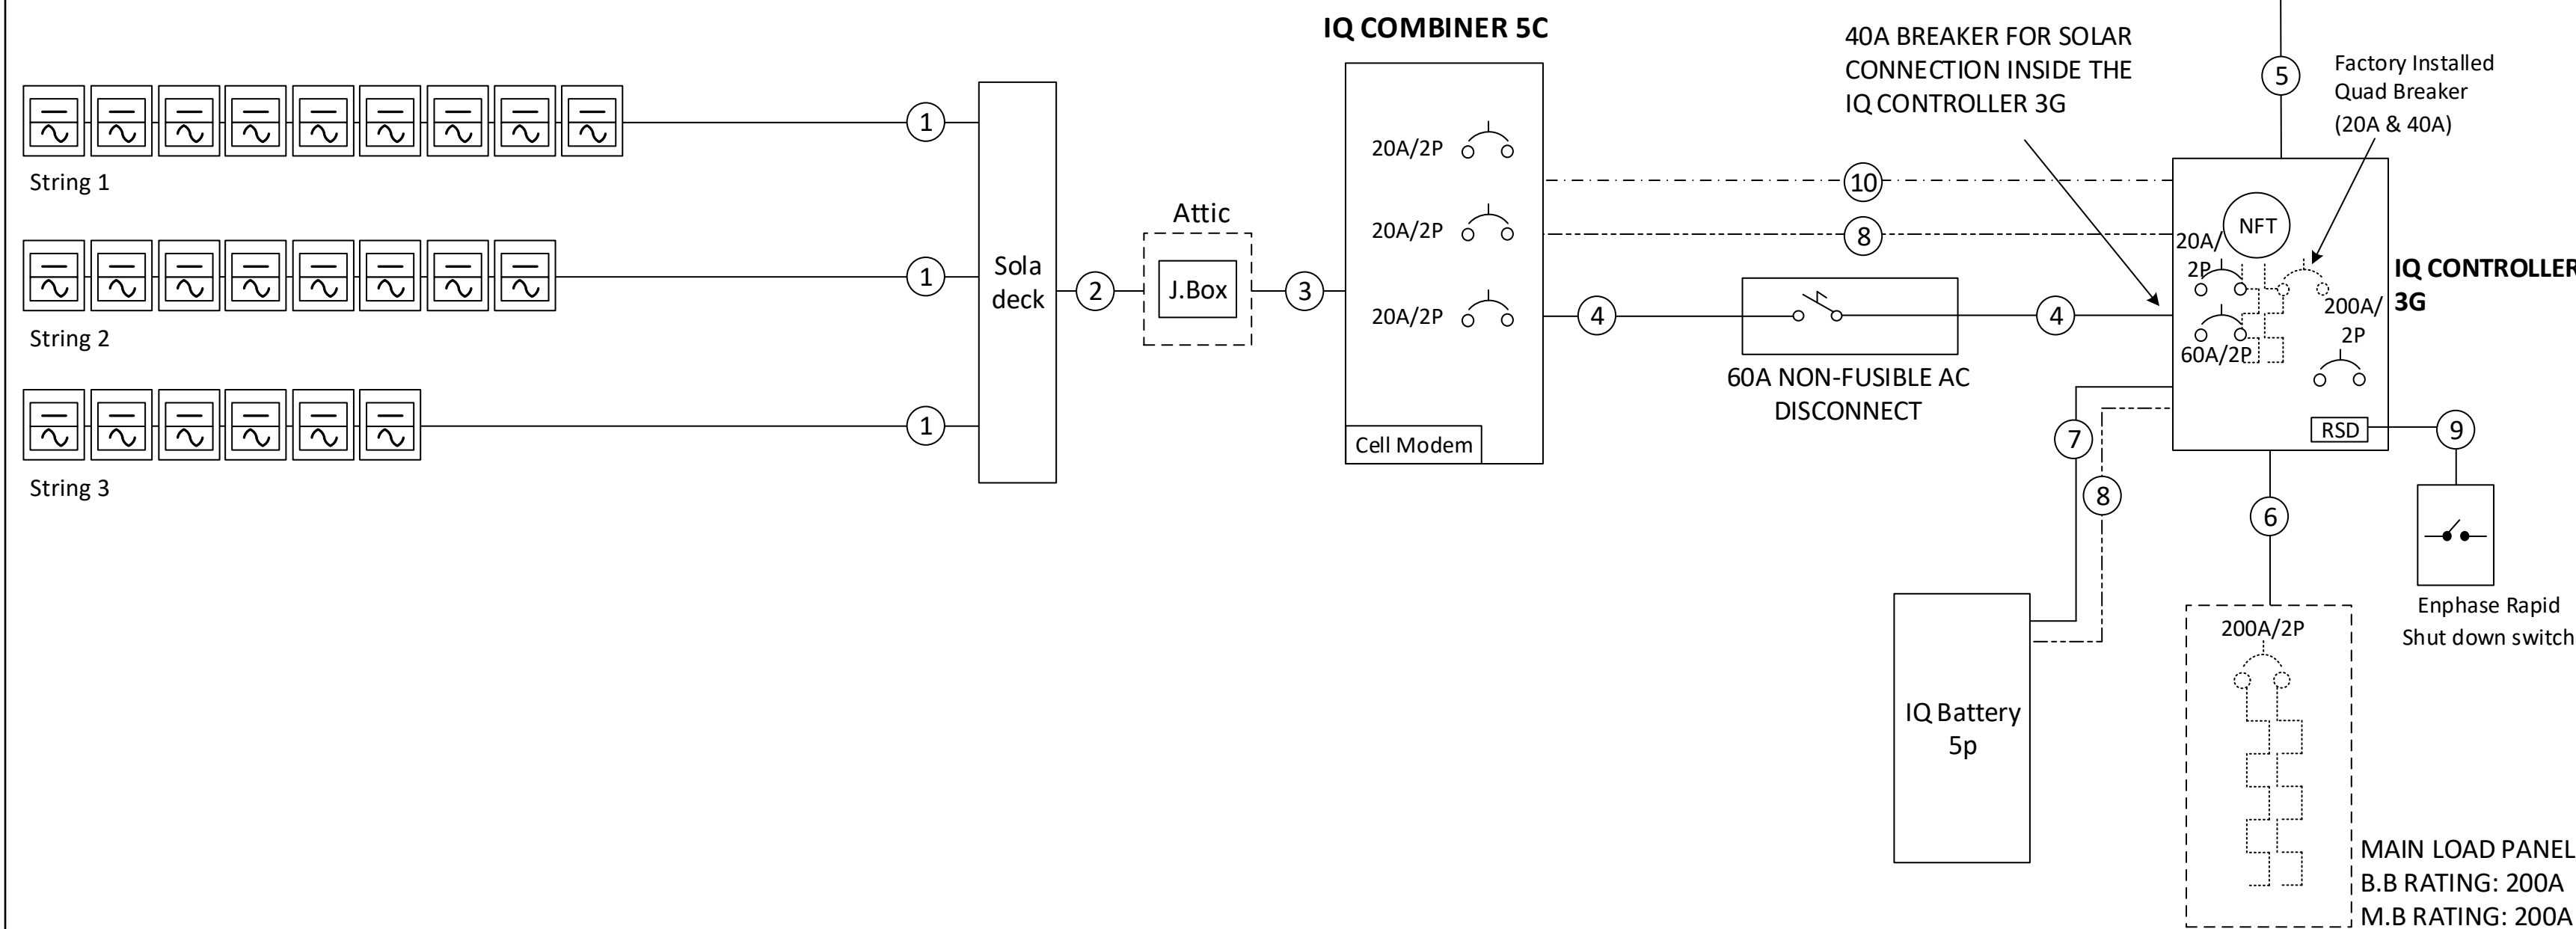 IQ COMBINER 5C
40A BREAKER FOR SOLAR
CONNECTION INSIDE THE
IQ CONTROLLER 3G
5
Factory Installed
Quad Breaker
(20A & 40A)
1
String 1
1
String 2
1
String 3
Sola
deck
2
Attic
J.Box
3
20A/2P
20A/2P
20A/2P
Cell Modem
10
8
4
60A NON-FUSIBLE AC
DISCONNECT
4
NFT
20A/
2P
60A/2P
200A/
2P
RSD
IQ CONTROLLER
3G
9
Enphase Rapid
Shut down switch
7
8
6
IQ Battery
5p
200A/2P
MAIN LOAD PANEL
B.B RATING: 200A
M.B RATING: 200A